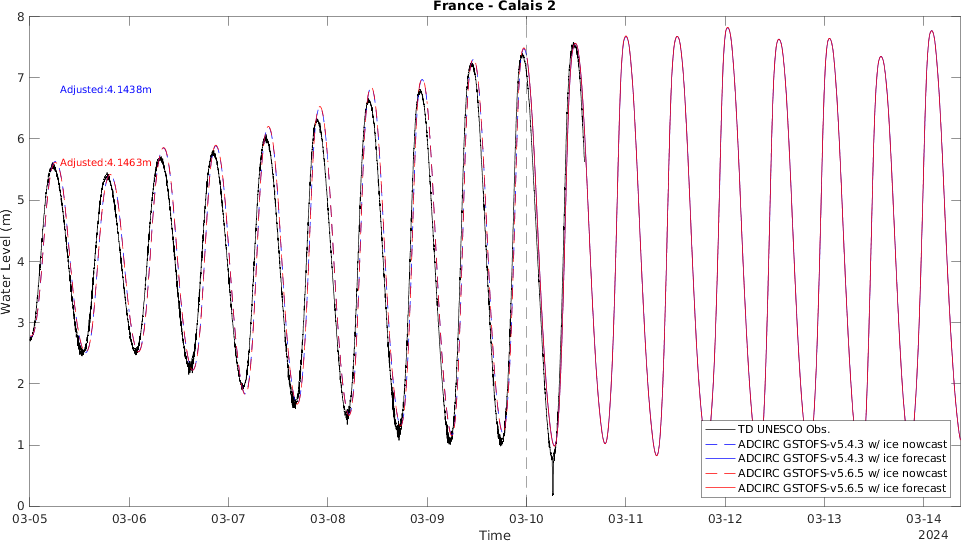 France - Calais 2
8
7
6
5
4
3
2
1
0
Water Level (m)
Adjusted:4.1438m
Adjusted:4.1463m
TD UNESCO Obs.
ADCIRC GSTOFS-v5.4.3 w/ ice nowcast
ADCIRC GSTOFS-v5.4.3 w/ ice forecast
ADCIRC GSTOFS-v5.6.5 w/ ice nowcast
ADCIRC GSTOFS-v5.6.5 w/ ice forecast
03-05 03-06 03-07 03-08 03-09 03-10 03-11 03-12 03-13 03-14
Time
2024